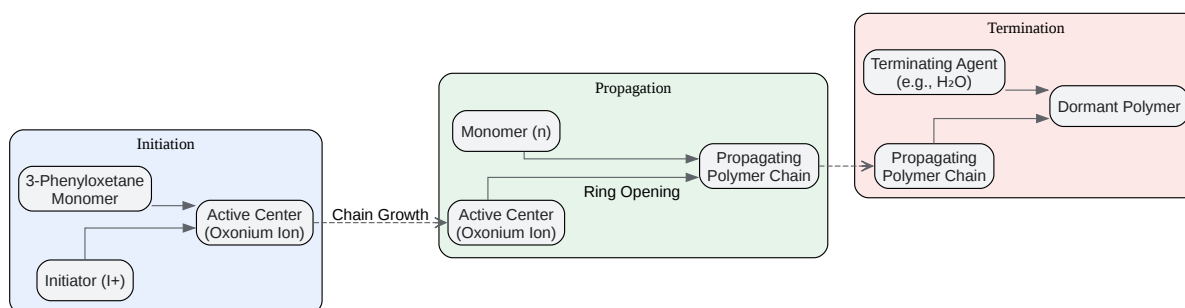 Initiation
3-Phenyloxetane
Monomer
Initiator (I+)
Active Center
(Oxonium Ion)
Chain Growth
Propagation
Monomer (n)
Active Center
(Oxonium Ion)
Ring Opening
Propagating
Polymer Chain
Termination
Terminating Agent
(e.g., H₂O)
Propagating
Polymer Chain
Dormant Polymer